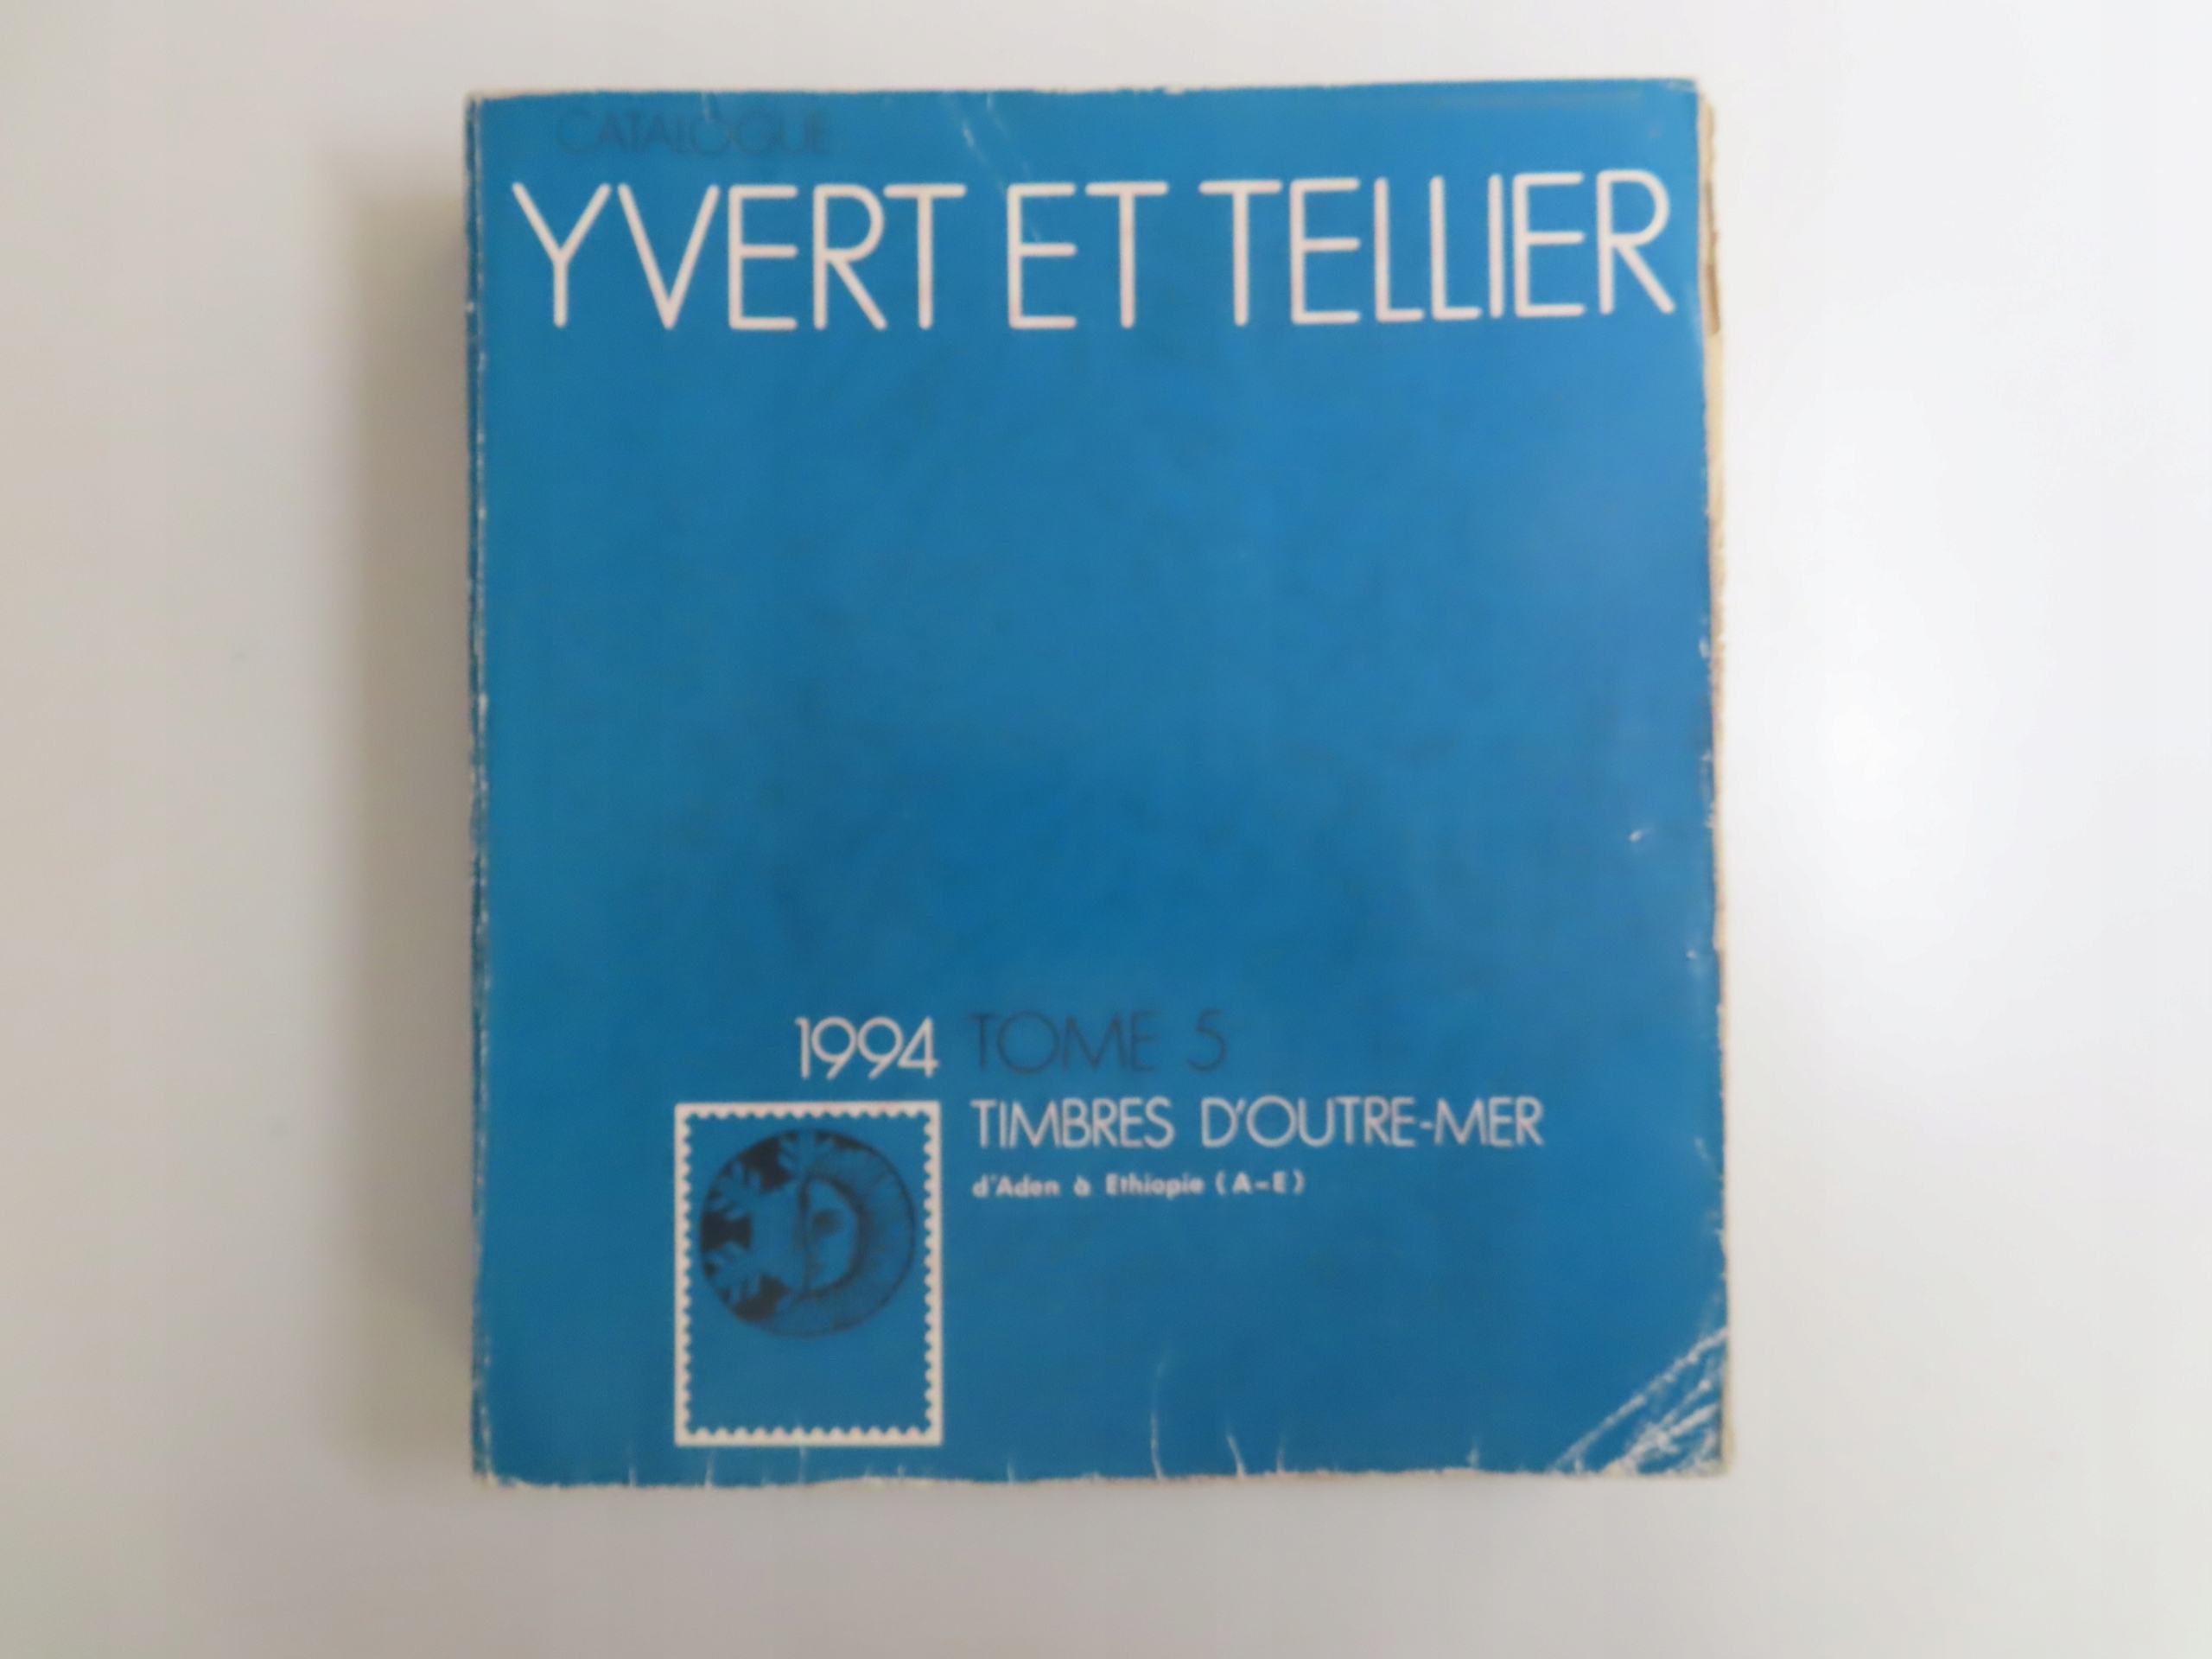 CATALOGUE
YVERT ET TELLIER
1994 TOME 5
TIMBRES D'OUTRE-MER
d'Aden à Ethiopie (A-E)